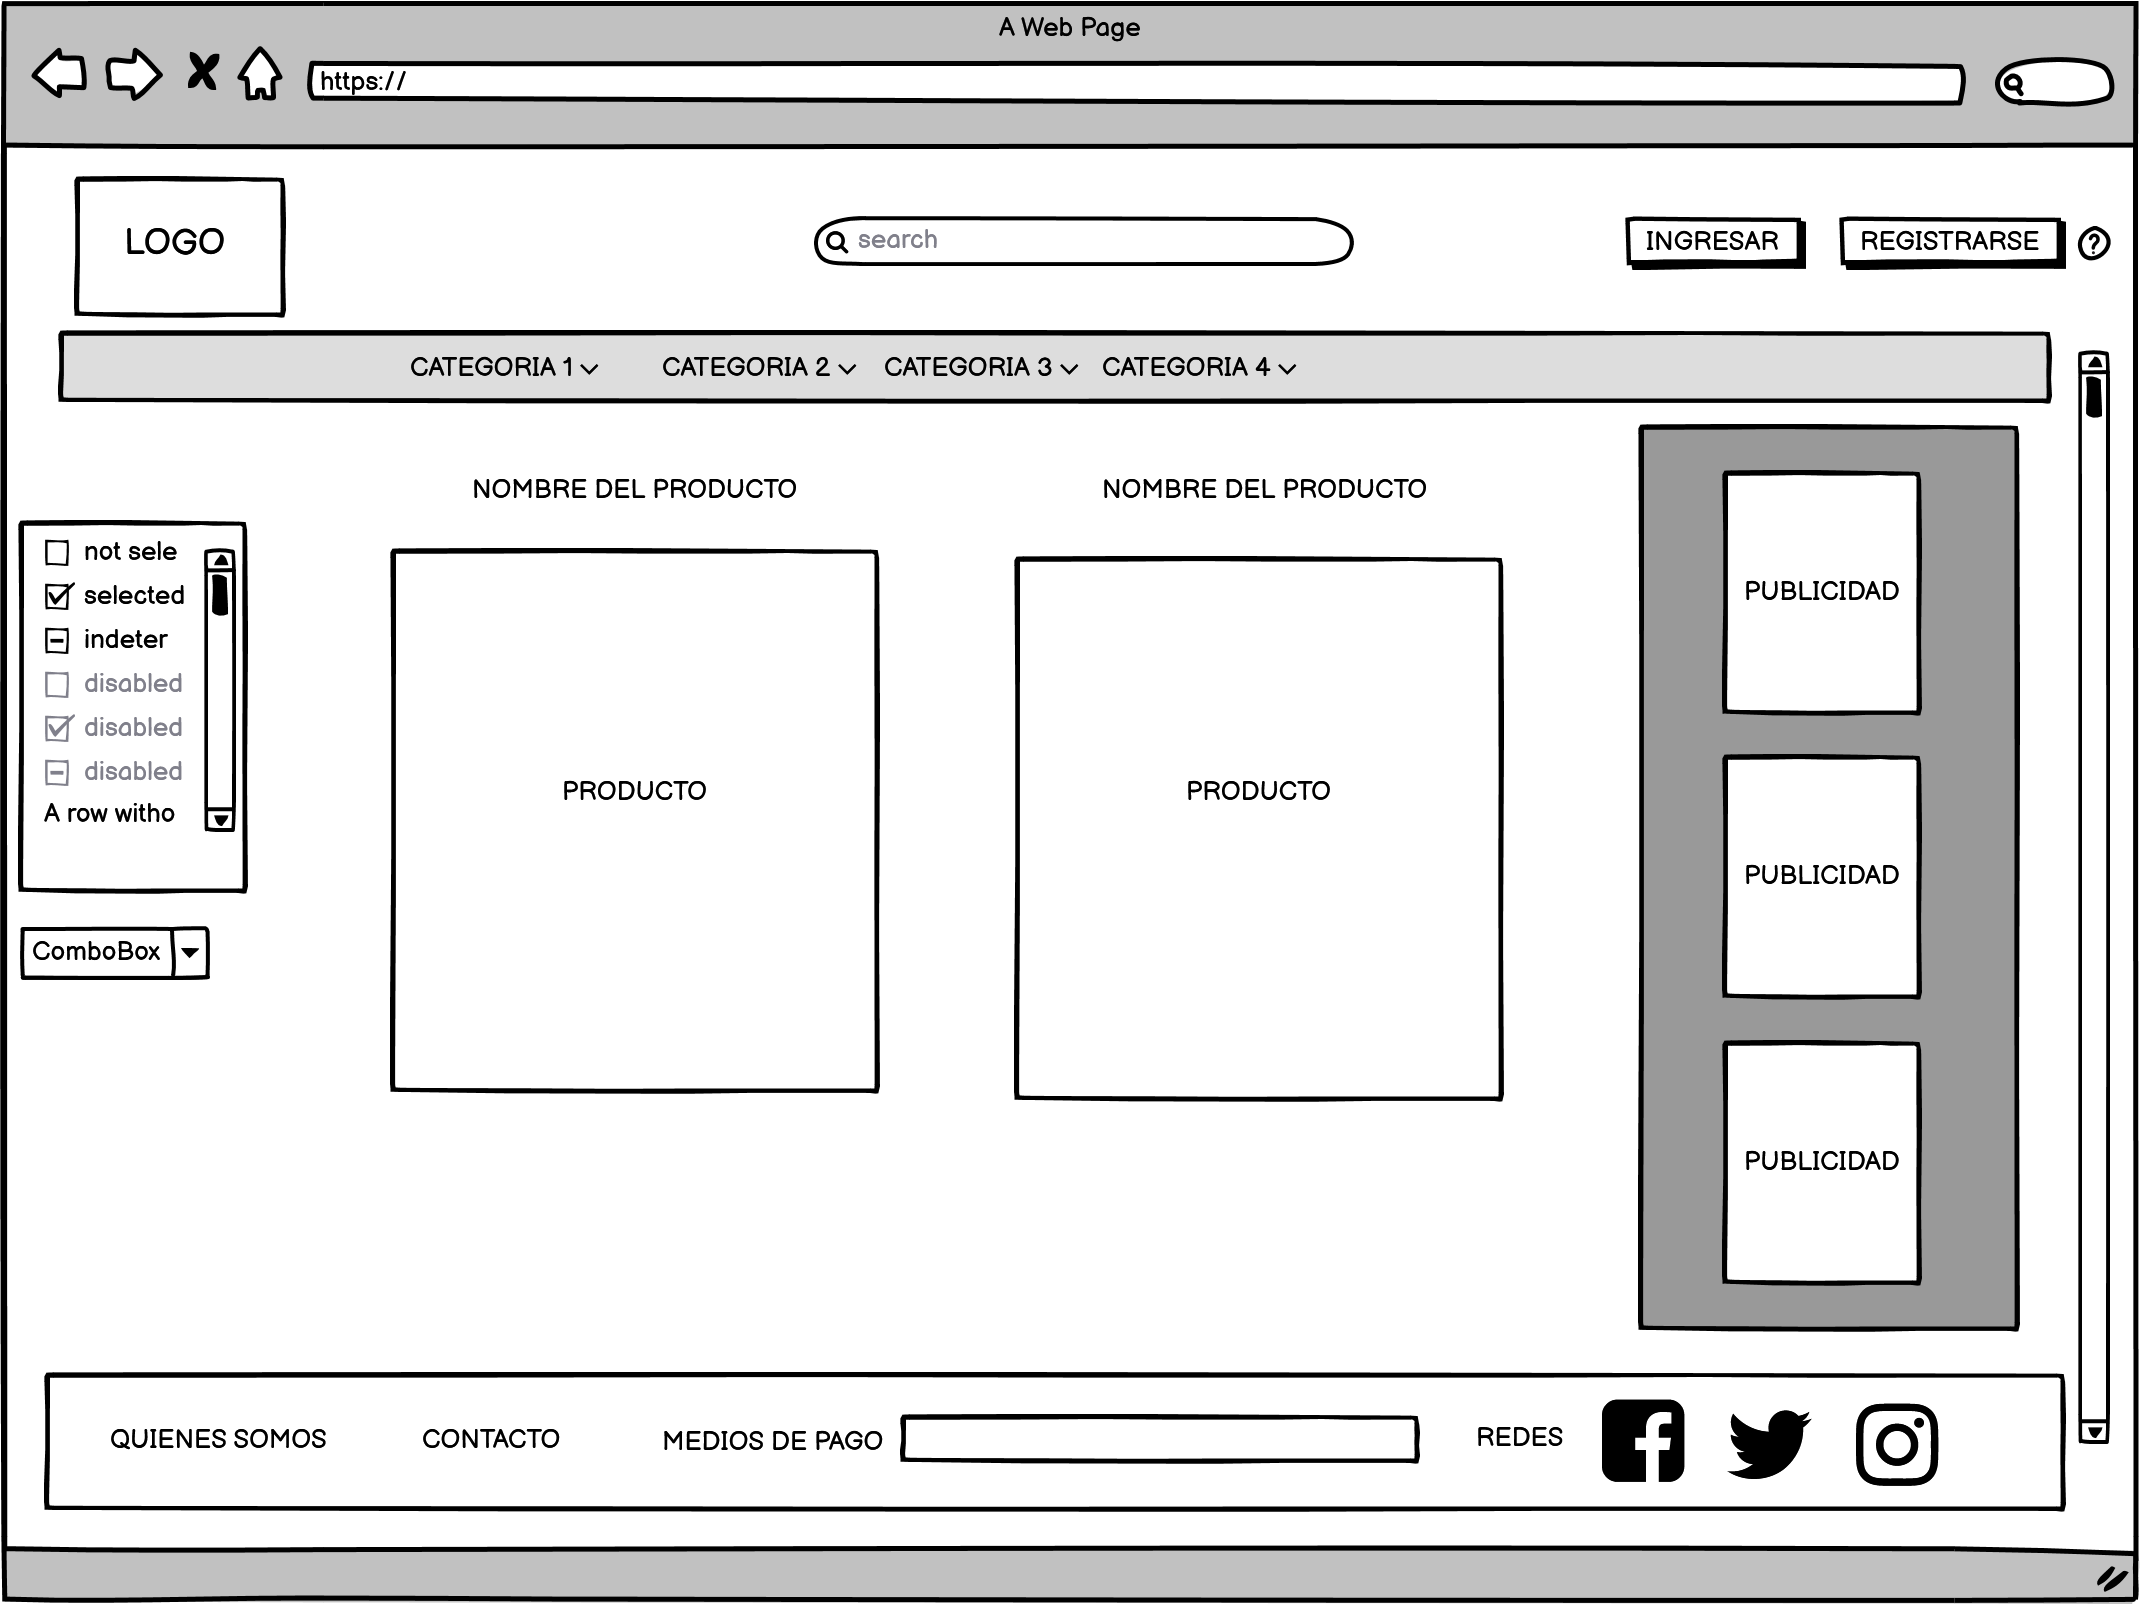 A Web Page
https://
LOGO
search
INGRESAR
REGISTRARSE
?
CATEGORIA 1
CATEGORIA 2
CATEGORIA 3
CATEGORIA 4
NOMBRE DEL PRODUCTO
NOMBRE DEL PRODUCTO
not sele
selected
indeter
disabled
disabled
disabled
A row witho
ComboBox
PRODUCTO
PRODUCTO
PUBLICIDAD
PUBLICIDAD
PUBLICIDAD
QUIENES SOMOS
CONTACTO
MEDIOS DE PAGO
REDES